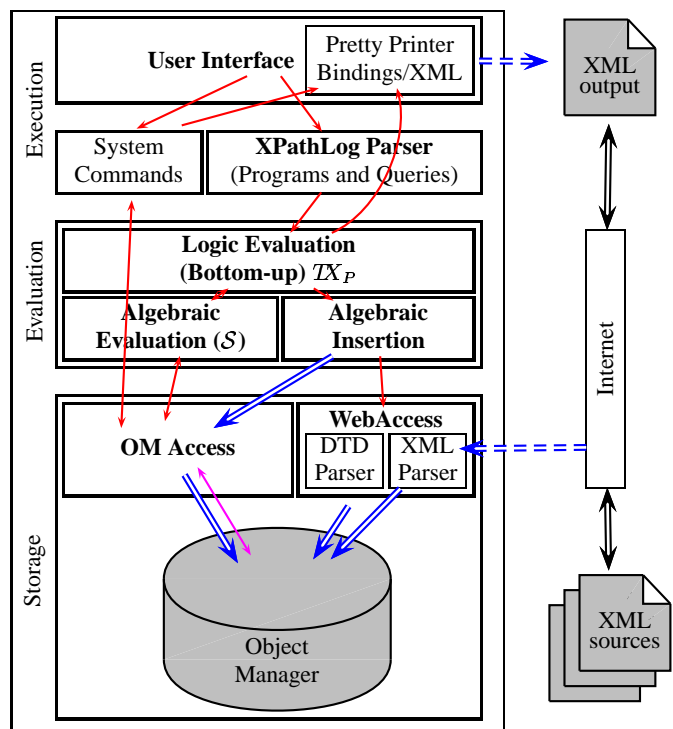 Execution
User Interface
Pretty Printer
Bindings/XML
XML
output
System
Commands
XPathLog Parser
(Programs and Queries)
Evaluation
Logic Evaluation
(Bottom-up) TX_P
Algebraic
Evaluation (S)
Algebraic
Insertion
Internet
Storage
OM Access
WebAccess
DTD
Parser
XML
Parser
Object
Manager
XML
sources